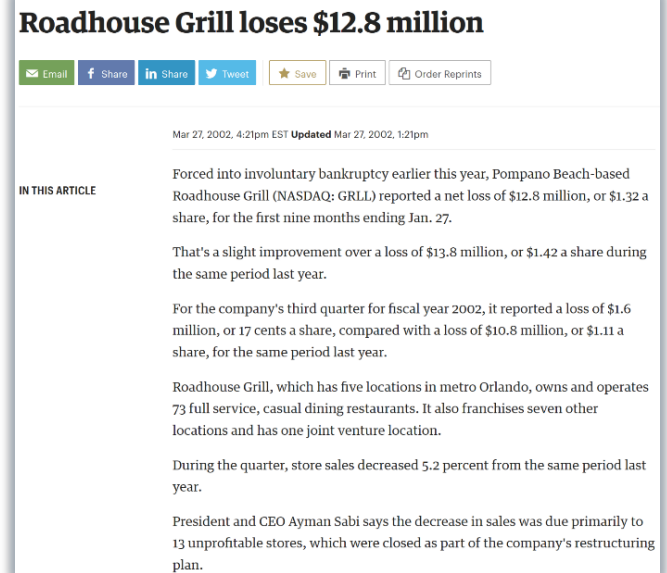 Roadhouse Grill loses $12.8 million
Email
f Share
in Share
Tweet
Save
Print
Order Reprints
Mar 27, 2002, 4:21pm EST Updated Mar 27, 2002, 1:21pm
IN THIS ARTICLE
Forced into involuntary bankruptcy earlier this year, Pompano Beach-based
Roadhouse Grill (NASDAQ: GRLL) reported a net loss of $12.8 million, or $1.32 a
share, for the first nine months ending Jan. 27.
That's a slight improvement over a loss of $13.8 million, or $1.42 a share during
the same period last year.
For the company's third quarter for fiscal year 2002, it reported a loss of $1.6
million, or 17 cents a share, compared with a loss of $10.8 million, or $1.11 a
share, for the same period last year.
Roadhouse Grill, which has five locations in metro Orlando, owns and operates
73 full service, casual dining restaurants. It also franchises seven other
locations and has one joint venture location.
During the quarter, store sales decreased 5.2 percent from the same period last
year.
President and CEO Ayman Sabi says the decrease in sales was due primarily to
13 unprofitable stores, which were closed as part of the company's restructuring
plan.